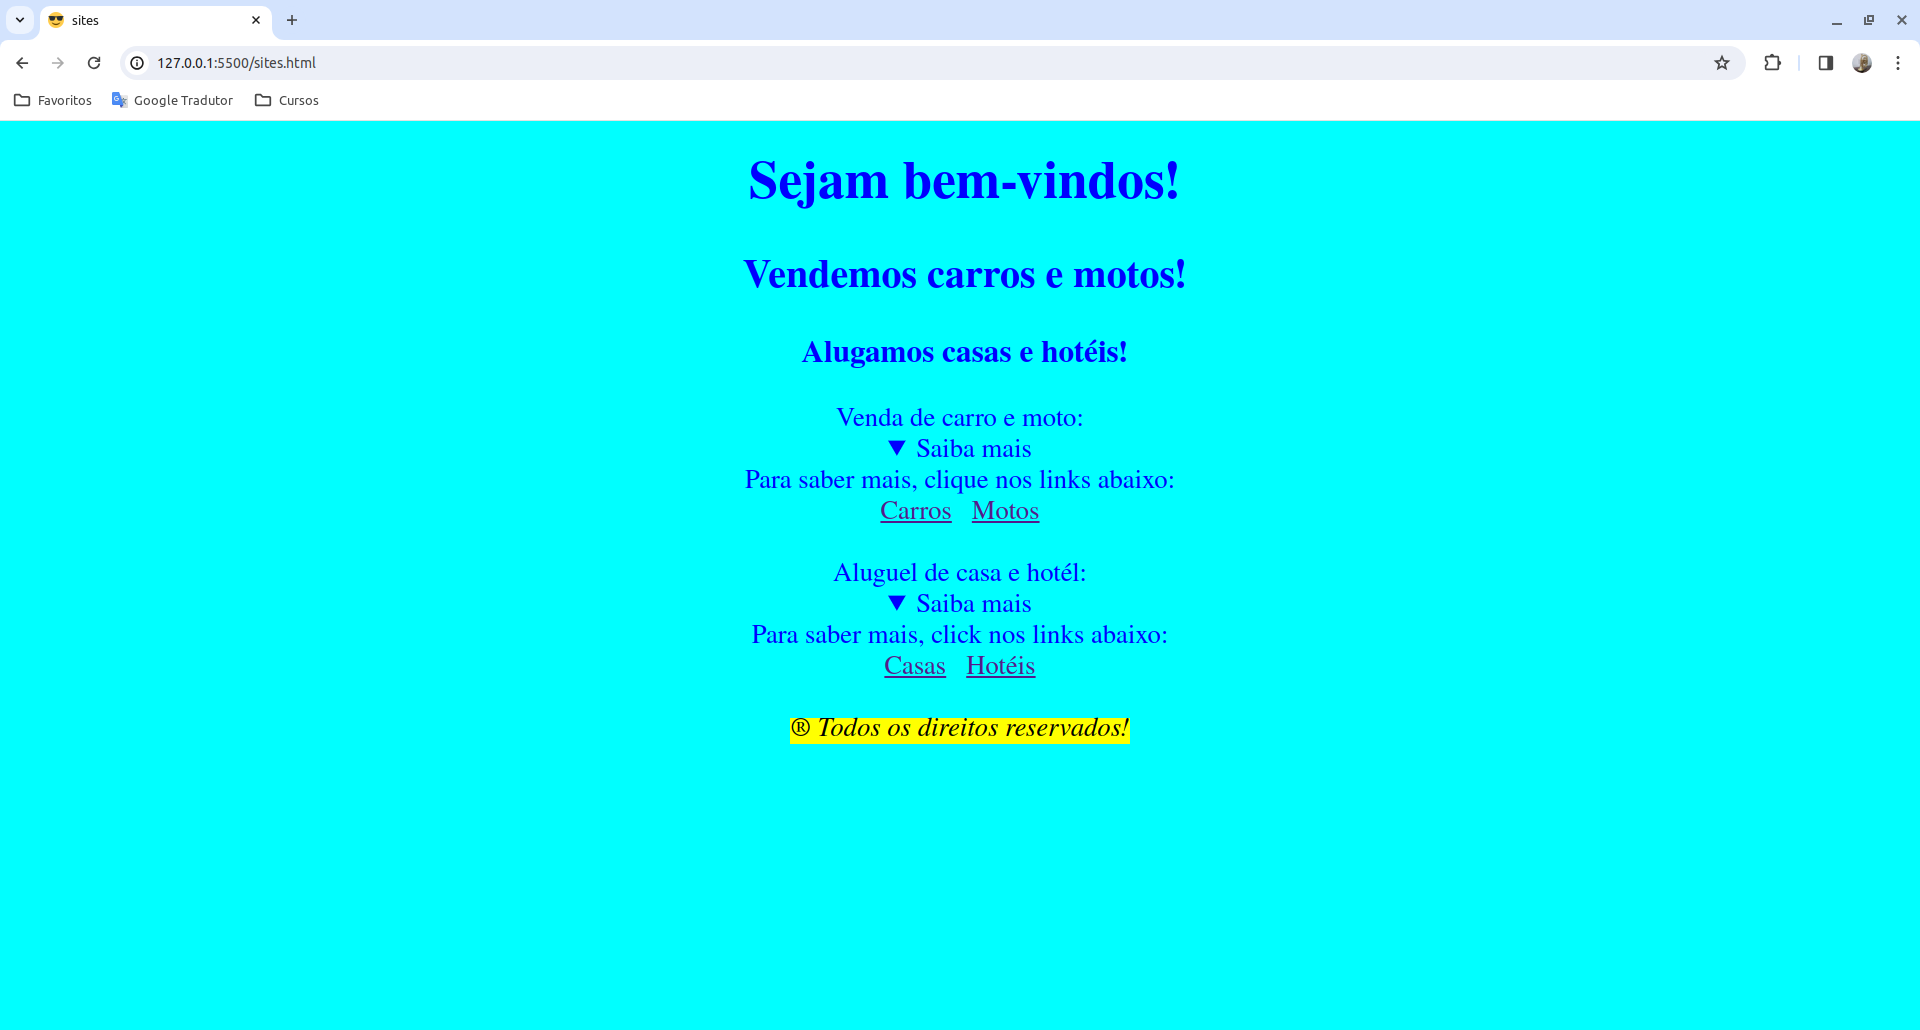 sites
127.0.0.1:5500/sites.html
Favoritos Google Tradutor Cursos
Sejam bem-vindos!
Vendemos carros e motos!
Alugamos casas e hotéis!
Venda de carro e moto:
▼ Saiba mais
Para saber mais, clique nos links abaixo:
Carros Motos
Aluguel de casa e hotél:
▼ Saiba mais
Para saber mais, click nos links abaixo:
Casas Hotéis
® Todos os direitos reservados!